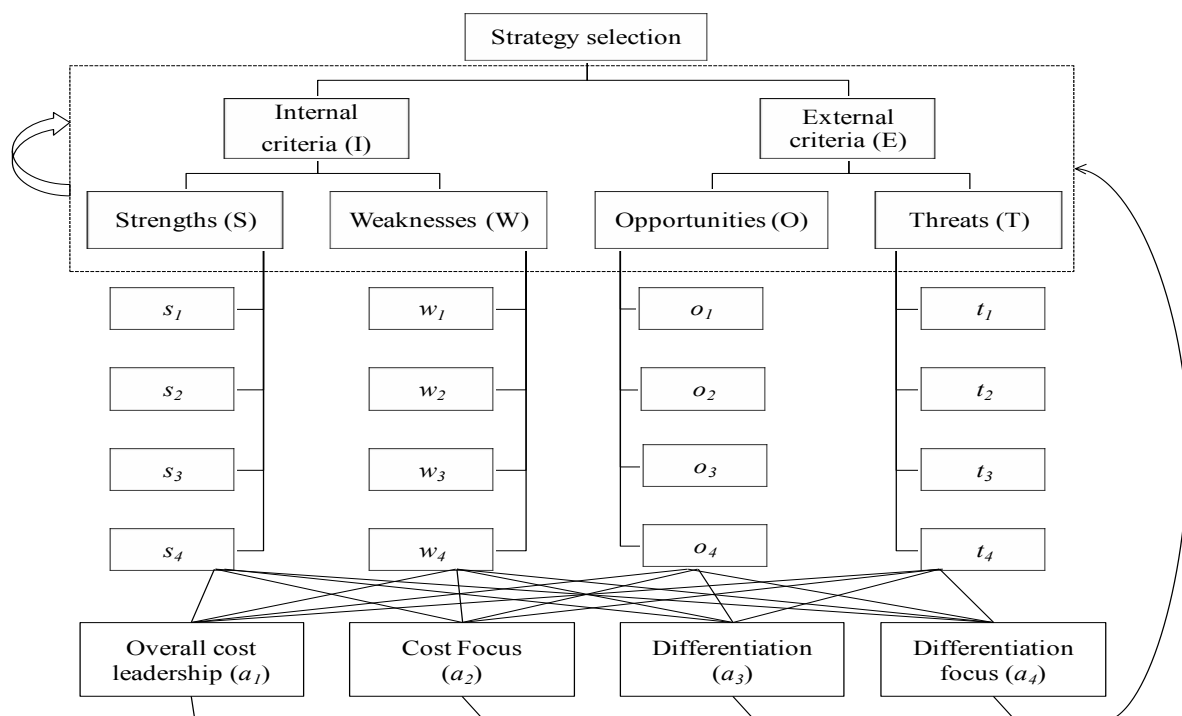 Strategy selection
Internal
criteria (I)
External
criteria (E)
Strengths (S)
Weaknesses (W)
Opportunities (O)
Threats (T)
s1
w1
o1
t1
s2
w2
o2
t2
s3
w3
o3
t3
s4
w4
o4
t4
Overall cost
leadership (a1)
Cost Focus
(a2)
Differentiation
(a3)
Differentiation
focus (a4)